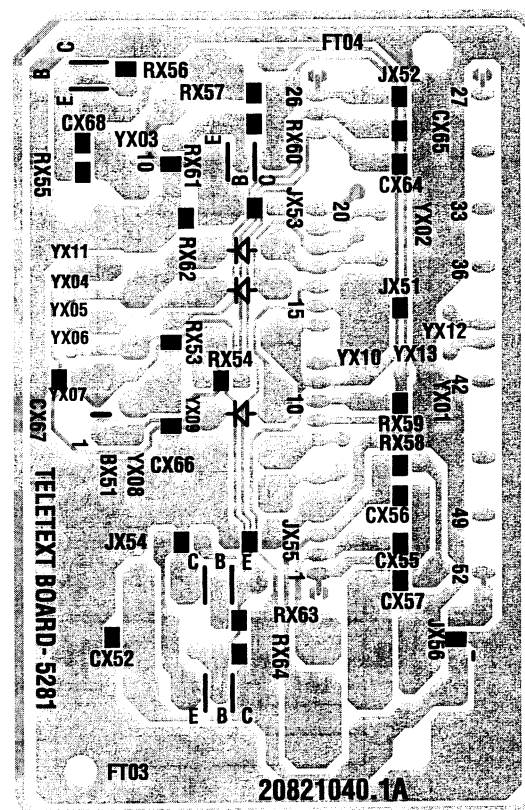 FT04
C
B
RX56
JX52
RX57
26
27
E
CX68
YX03
10
RX61
E
RX60
CX65
RX55
B
C
CX64
JX53
20
33
YX02
RX62
YX11
36
YX04
JX51
YX05
15
YX12
YX06
RX53
RX54
YX10
YX13
42
YX07
YX09
10
YX01
CX67
1
RX59
BX51
YX08
CX66
RX58
CX56
49
JX54
C
B
E
JX55
CX55
1
CX57
52
TELETEXT BOARD - 5281
RX63
CX52
RX64
JX56
E
B
C
FT03
20821040.1A